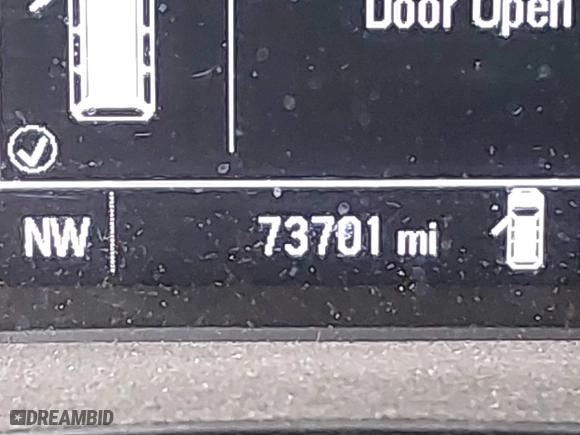 Door Open
NW 73701 mi
DREAMBID